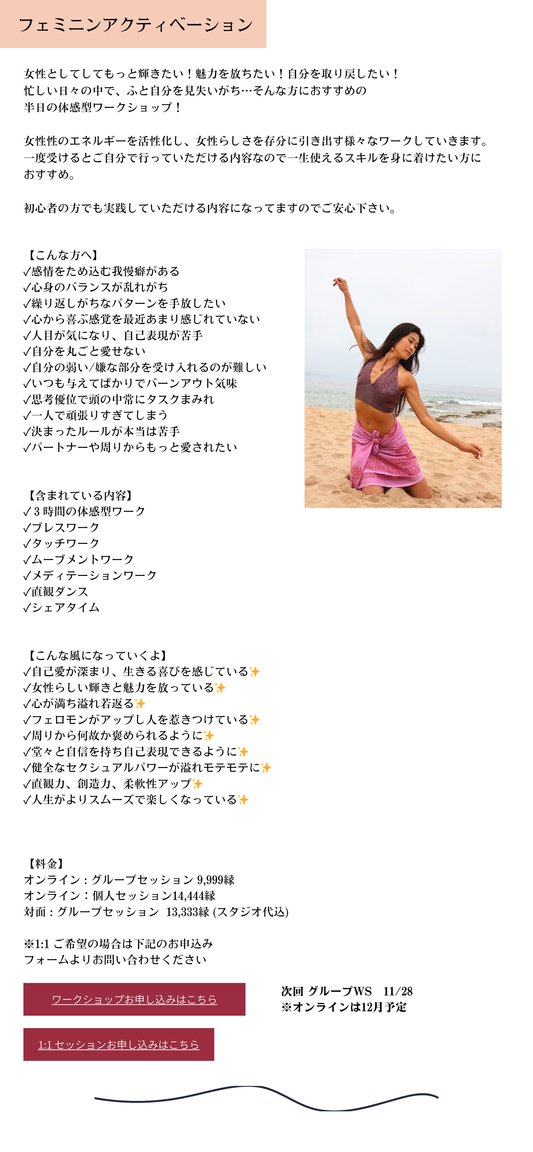 フェミニンアクティベーション
女性としてしてもっと輝きたい！魅力を放ちたい！自分を取り戻したい！
忙しい日々の中で、ふと自分を見失いがち…そんな方におすすめの
半日の体感型ワークショップ！
女性性のエネルギーを活性化し、女性らしさを存分に引き出す様々なワークしていきます。
一度受けるとご自分で行っていただける内容なので一生使えるスキルを身に着けたい方に
おすすめ。
初心者の方でも実践していただける内容になってますのでご安心下さい。
【こんな方へ】
✓感情をため込む我慢癖がある
✓心身のバランスが乱れがち
✓繰り返しがちなパターンを手放したい
✓心から喜ぶ感覚を最近あまり感じれていない
✓人目が気になり、自己表現が苦手
✓自分を丸ごと愛せない
✓自分の弱い/嫌な部分を受け入れるのが難しい
✓いつも与えてばかりでバーンアウト気味
✓思考優位で頭の中常にタスクまみれ
✓一人で頑張りすぎてしまう
✓決まったルールが本当は苦手
✓パートナーや周りからもっと愛されたい
【含まれている内容】
✓３時間の体感型ワーク
✓ブレスワーク
✓タッチワーク
✓ムーブメントワーク
✓メディテーションワーク
✓直観ダンス
✓シェアタイム
【こんな風になっていくよ】
✓自己愛が深まり、生きる喜びを感じている✨
✓女性らしい輝きと魅力を放っている✨
✓心が満ち溢れ若返る✨
✓フェロモンがアップし人を惹きつけている✨
✓周りから何故か褒められるように✨
✓堂々と自信を持ち自己表現できるように✨
✓健全なセクシュアルパワーが溢れモテモテに✨
✓直観力、創造力、柔軟性アップ✨
✓人生がよりスムーズで楽しくなっている✨
【料金】
オンライン：グループセッション 9,999縁
オンライン：個人セッション14,444縁
対面：グループセッション 13,333縁 (スタジオ代込)
※1:1 ご希望の場合は下記のお申込み
フォームよりお問い合わせください
ワークショップお申し込みはこちら
次回 グループWS　11/28
※オンラインは12月予定
1:1 セッションお申し込みはこちら